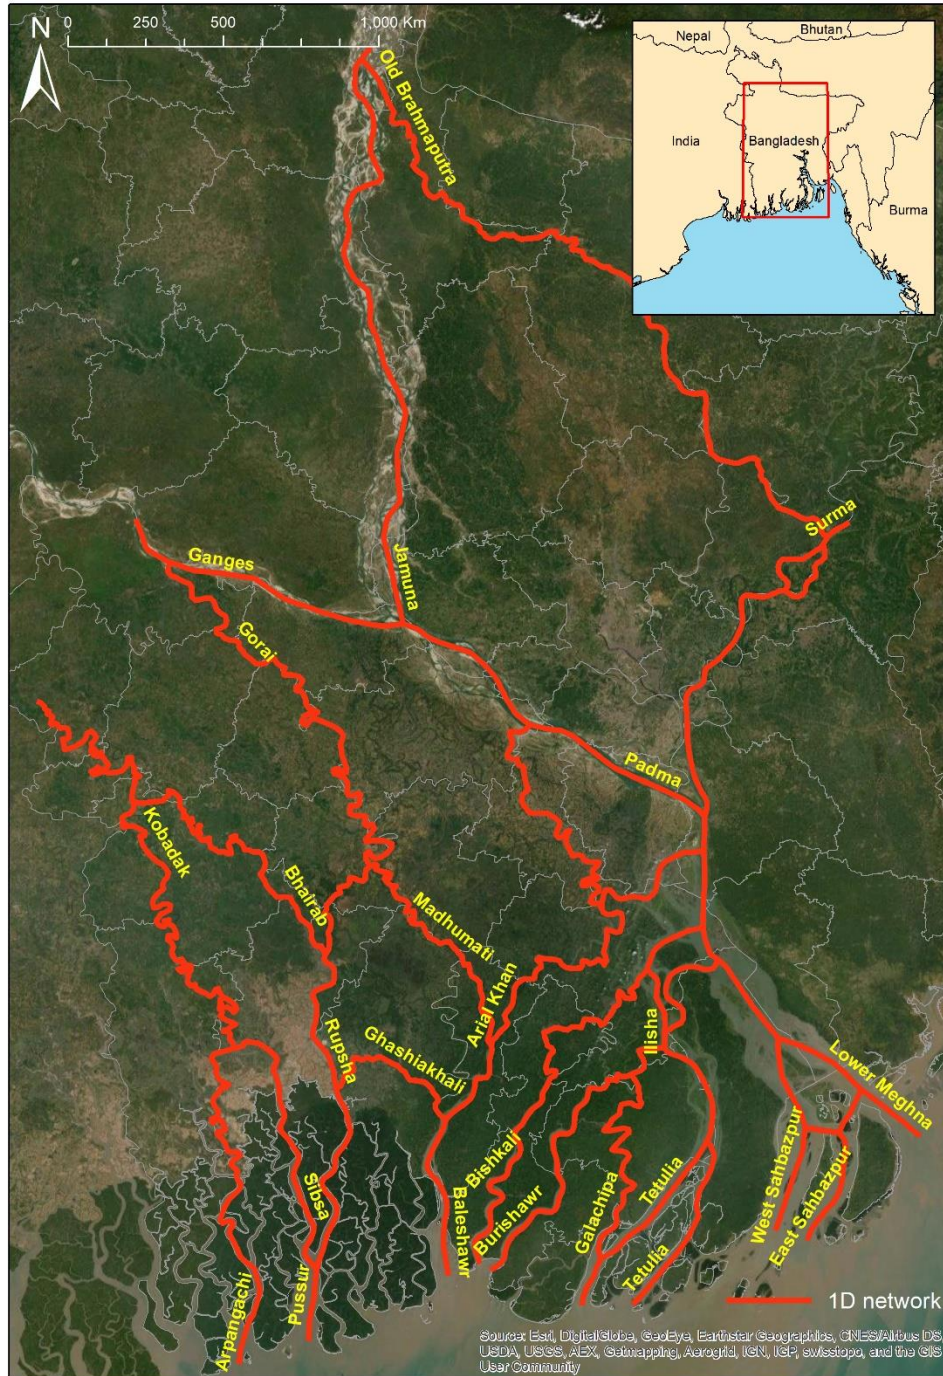 N
0 250 500 1,000 Km
Nepal
Bhutan
India
Bangladesh
Burma
Old Brahmaputra
Surma
Ganges
Jamuna
Gorai
Padma
Kobadak
Bhairab
Madhumati
Arial Khan
Rupsha
Ghashiakhali
Ilisha
Lower Meghna
West Sahbazpur
East Sahbazpur
Bishkali
Burishawr
Baleshawr
Galachipa
Tetulia
Tetulia
Sibsa
Pussur
Arpangachi
1D network
Source: Esri, DigitalGlobe, GeoEye, Earthstar Geographics, CNES/Airbus DS
USDA, USGS, AEX, Getmapping, Aerogrid, IGN, IGP, swisstopo, and the GIS
User Community